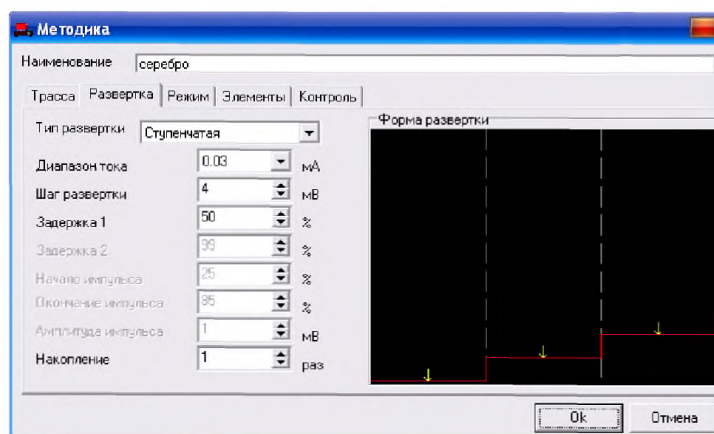 Методика
Наименование серебро
Трасса Развертка Режим Элементы Контроль
Тип развертки Ступенчатая
Форма развертки
Диапазон тока 0.03 мА
Шаг развертки 4 мВ
Задержка 1 50 %
Задержка 2 99 %
Начало импульса 25 %
Окончание импульса 85 %
Амплитуда импульса 1 мВ
Накопление 1 раз
Ok Отмена